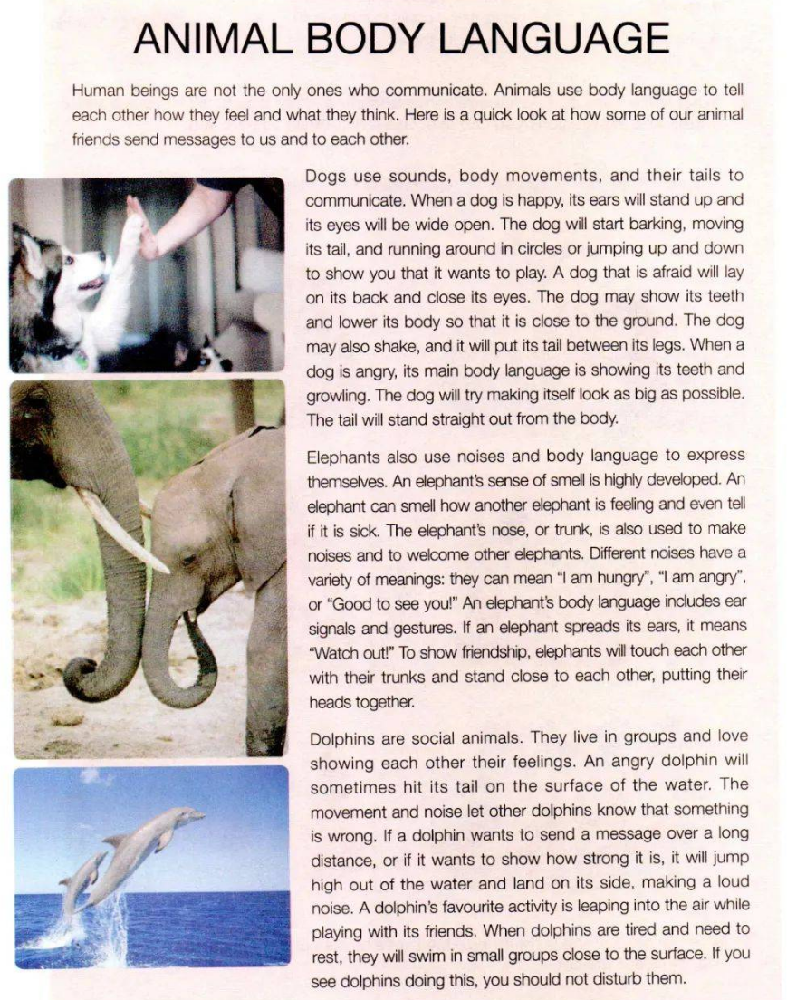 ANIMAL BODY LANGUAGE
Human beings are not the only ones who communicate. Animals use body language to tell
each other how they feel and what they think. Here is a quick look at how some of our animal
friends send messages to us and to each other.
Dogs use sounds, body movements, and their tails to
communicate. When a dog is happy, its ears will stand up and
its eyes will be wide open. The dog will start barking, moving
its tail, and running around in circles or jumping up and down
to show you that it wants to play. A dog that is afraid will lay
on its back and close its eyes. The dog may show its teeth
and lower its body so that it is close to the ground. The dog
may also shake, and it will put its tail between its legs. When a
dog is angry, its main body language is showing its teeth and
growling. The dog will try making itself look as big as possible.
The tail will stand straight out from the body.
Elephants also use noises and body language to express
themselves. An elephant's sense of smell is highly developed. An
elephant can smell how another elephant is feeling and even tell
if it is sick. The elephant's nose, or trunk, is also used to make
noises and to welcome other elephants. Different noises have a
variety of meanings: they can mean "I am hungry", "I am angry",
or "Good to see you!" An elephant's body language includes ear
signals and gestures. If an elephant spreads its ears, it means
"Watch out!" To show friendship, elephants will touch each other
with their trunks and stand close to each other, putting their
heads together.
Dolphins are social animals. They live in groups and love
showing each other their feelings. An angry dolphin will
sometimes hit its tail on the surface of the water. The
movement and noise let other dolphins know that something
is wrong. If a dolphin wants to send a message over a long
distance, or if it wants to show how strong it is, it will jump
high out of the water and land on its side, making a loud
noise. A dolphin's favourite activity is leaping into the air while
playing with its friends. When dolphins are tired and need to
rest, they will swim in small groups close to the surface. If you
see dolphins doing this, you should not disturb them.